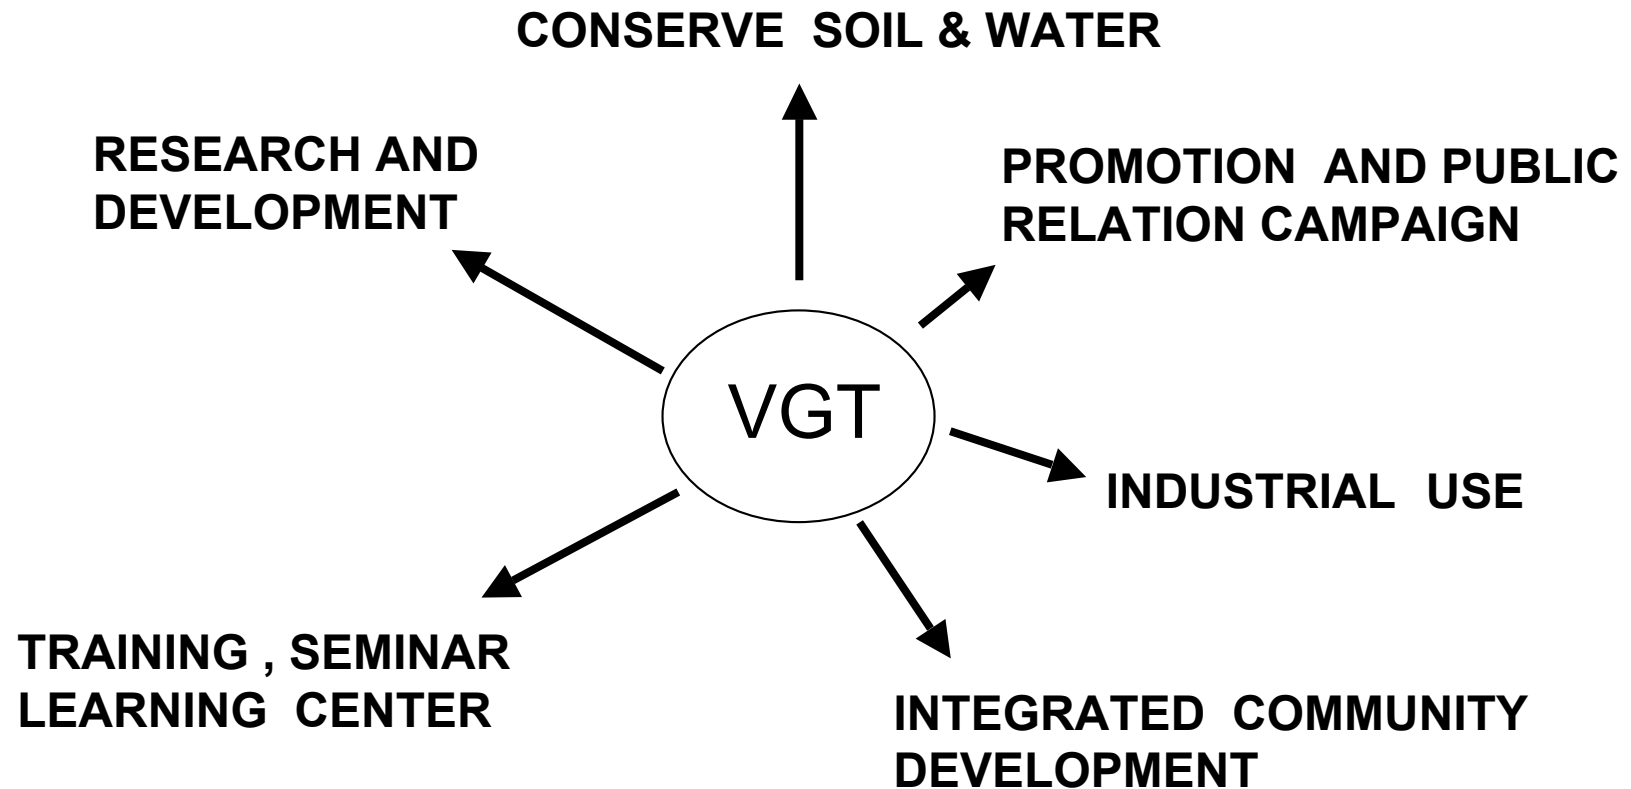 CONSERVE SOIL & WATER
RESEARCH AND
DEVELOPMENT
PROMOTION AND PUBLIC
RELATION CAMPAIGN
VGT
INDUSTRIAL USE
TRAINING , SEMINAR
LEARNING CENTER
INTEGRATED COMMUNITY
DEVELOPMENT